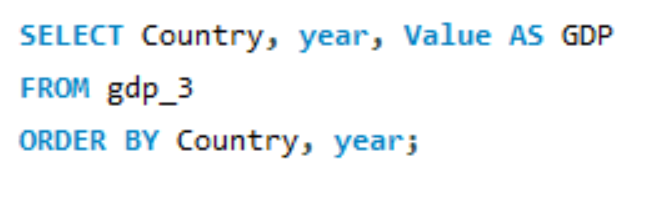 SELECT Country, year, Value AS GDP
FROM gdp_3
ORDER BY Country, year;